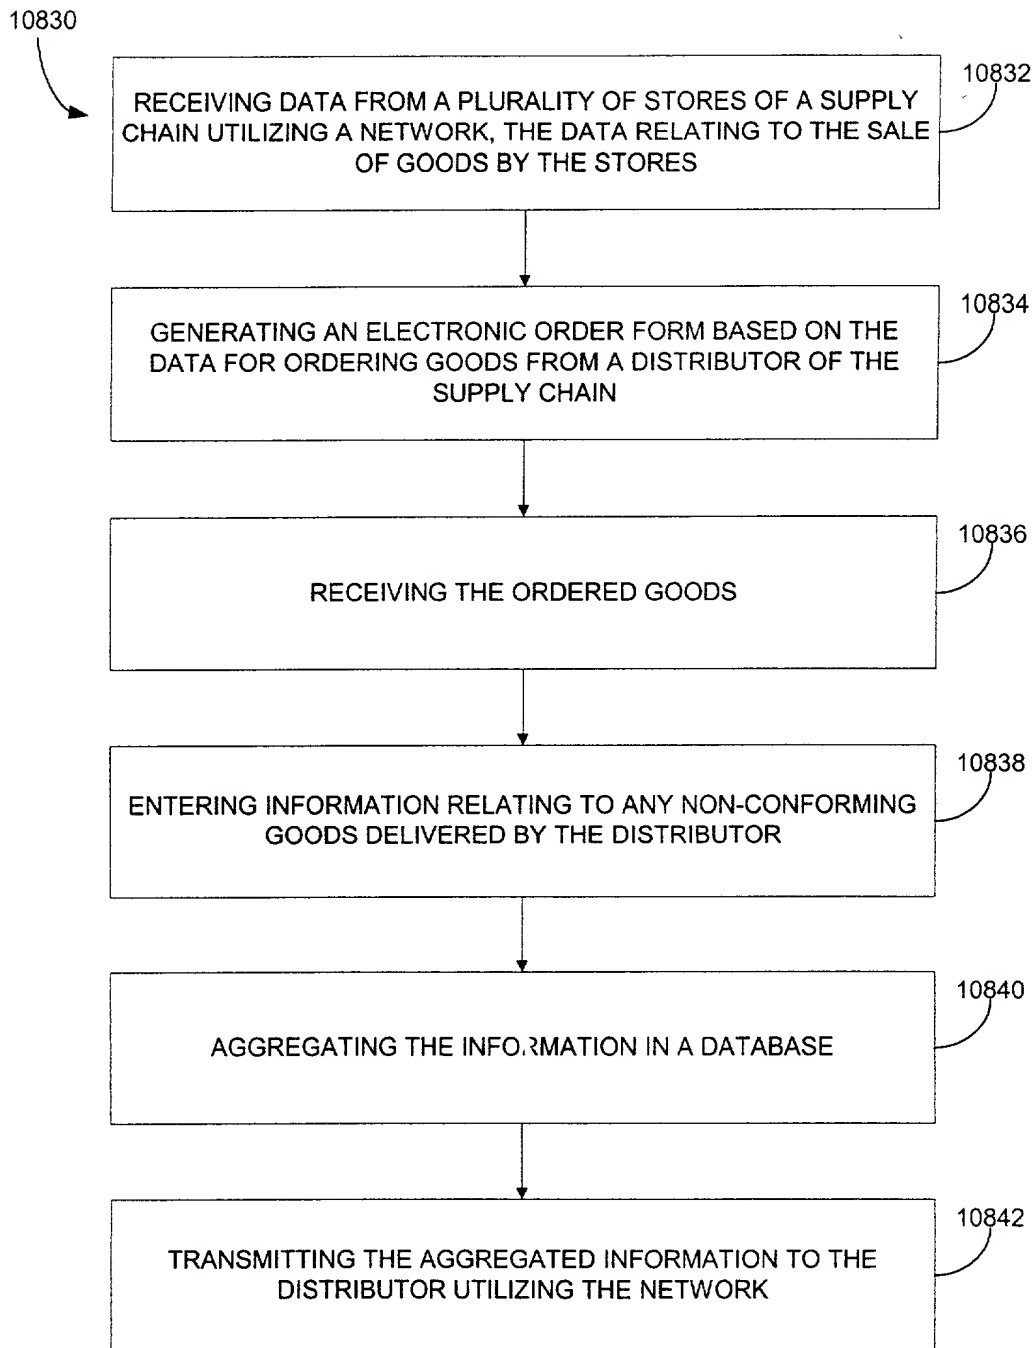 10830
10832
RECEIVING DATA FROM A PLURALITY OF STORES OF A SUPPLY
CHAIN UTILIZING A NETWORK, THE DATA RELATING TO THE SALE
OF GOODS BY THE STORES
10834
GENERATING AN ELECTRONIC ORDER FORM BASED ON THE
DATA FOR ORDERING GOODS FROM A DISTRIBUTOR OF THE
SUPPLY CHAIN
10836
RECEIVING THE ORDERED GOODS
10838
ENTERING INFORMATION RELATING TO ANY NON-CONFORMING
GOODS DELIVERED BY THE DISTRIBUTOR
10840
AGGREGATING THE INFORMATION IN A DATABASE
10842
TRANSMITTING THE AGGREGATED INFORMATION TO THE
DISTRIBUTOR UTILIZING THE NETWORK